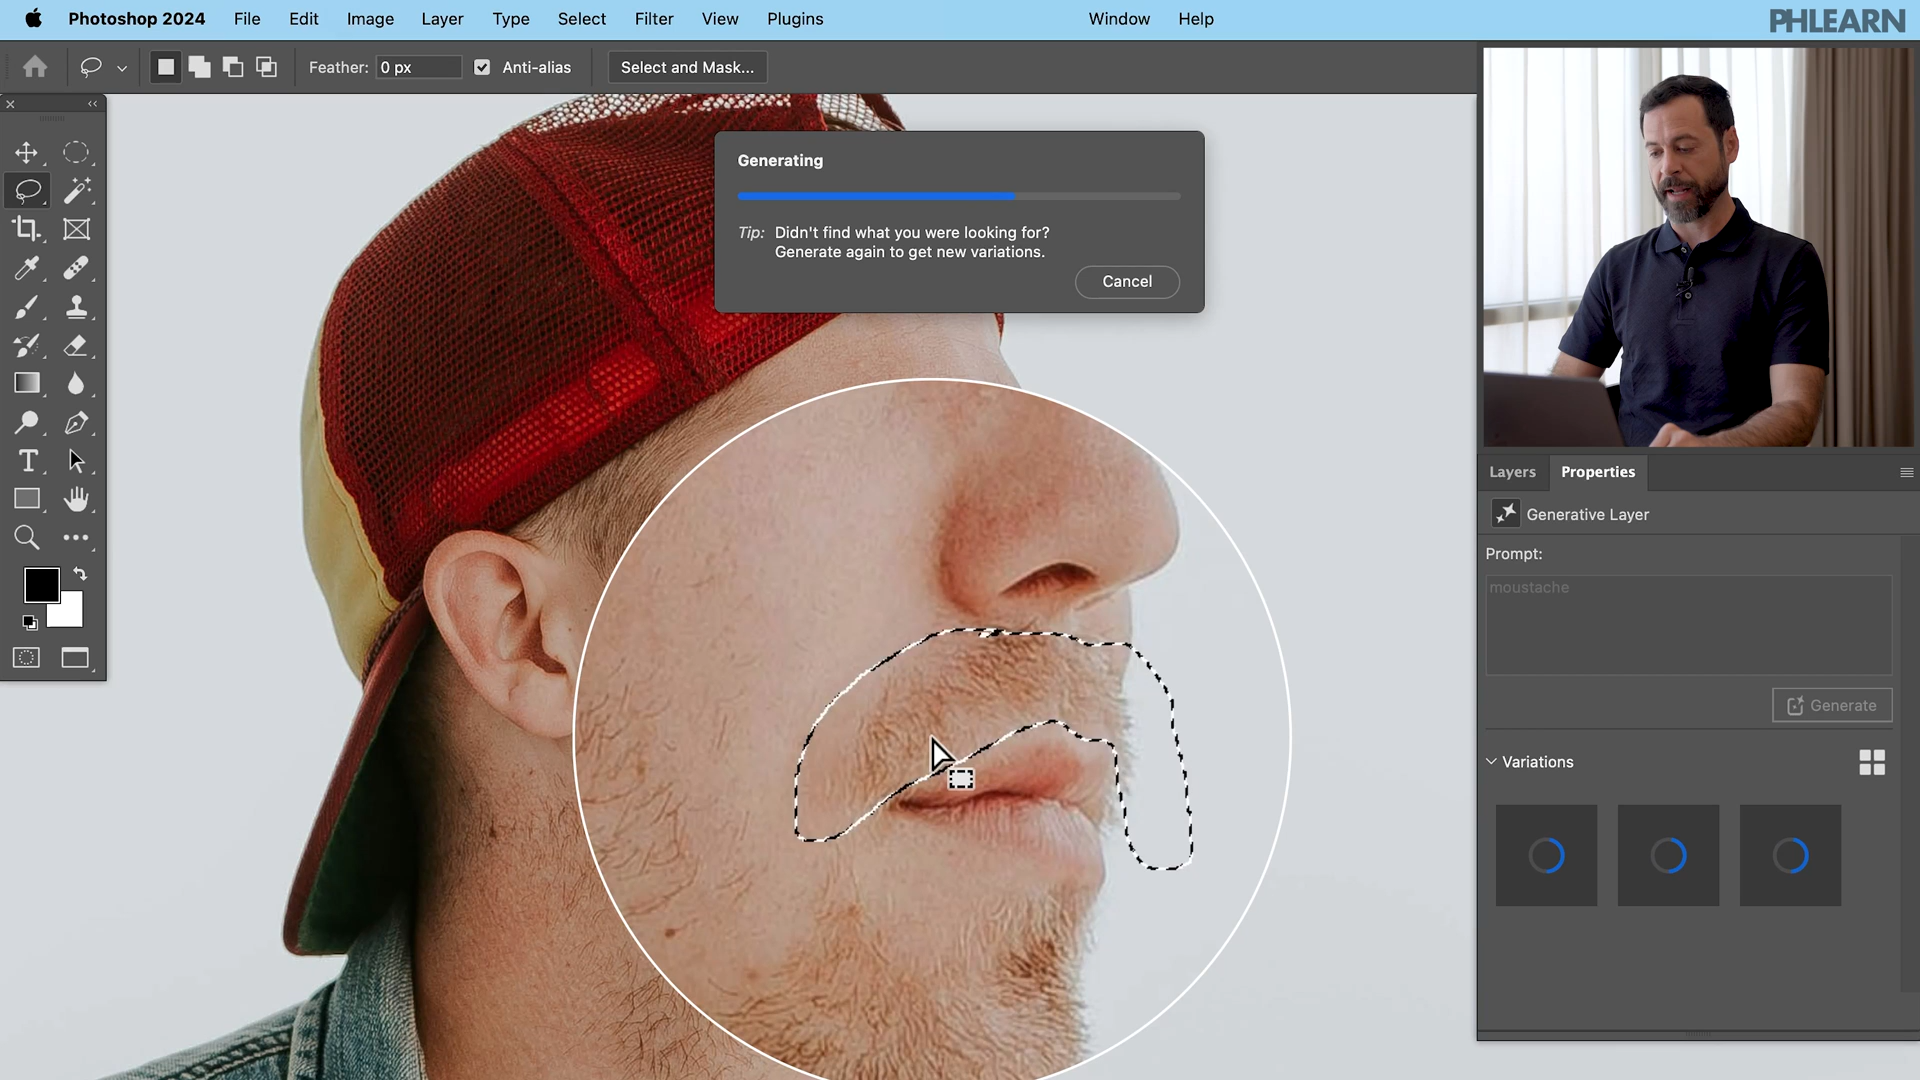 Photoshop 2024 File Edit Image Layer Type Select Filter View Plugins Window Help
PHLEARN
Feather: 0 px Anti-alias Select and Mask...
Generating
Tip: Didn't find what you were looking for?
Generate again to get new variations.
Cancel
Layers Properties
Generative Layer
Prompt:
moustache
Generate
Variations